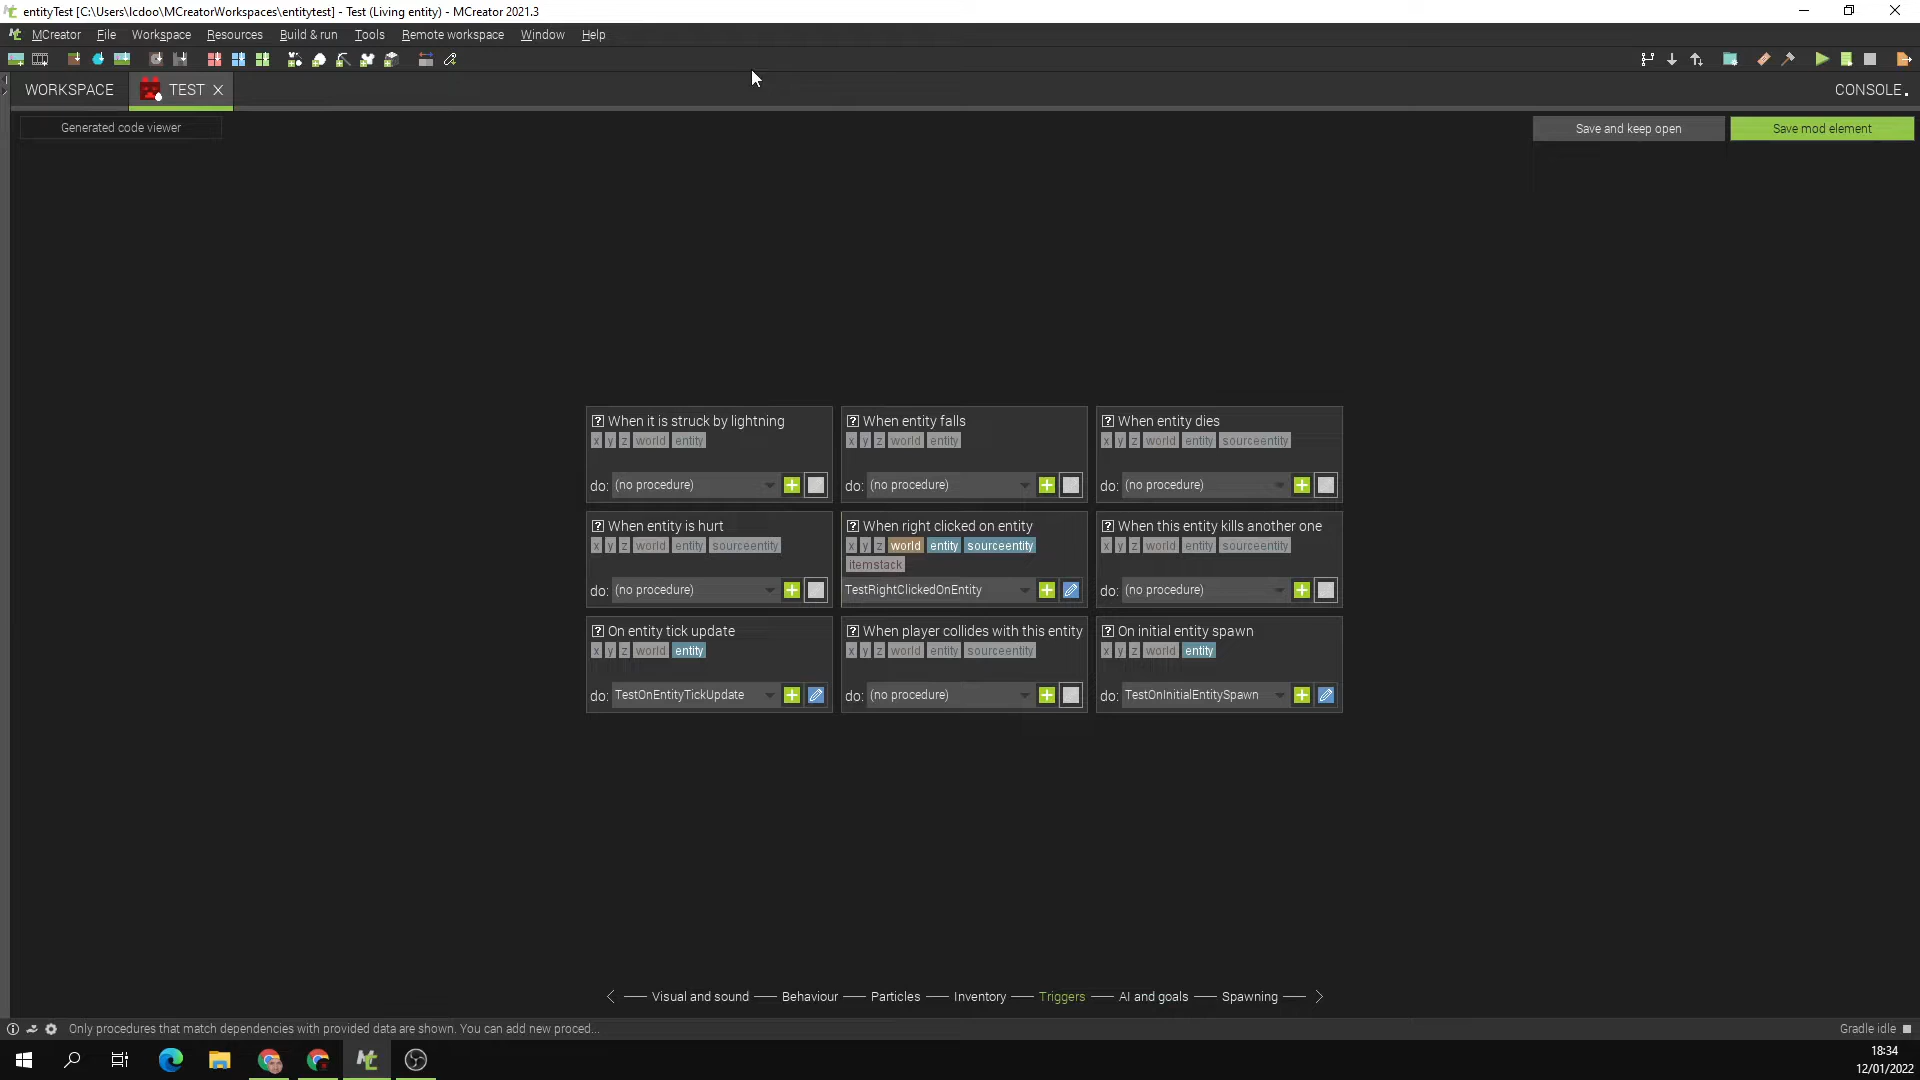 entityTest [C:\Users\lcdoo\MCreatorWorkspaces\entitytest] - Test (Living entity) - MCreator 2021.3
MCreator File Workspace Resources Build & run Tools Remote workspace Window Help
WORKSPACE TEST CONSOLE
Generated code viewer Save and keep open Save mod element
When it is struck by lightning When entity falls When entity dies
x y z world entity x y z world entity x y z world entity sourceentity
do: (no procedure) do: (no procedure) do: (no procedure)
When entity is hurt When right clicked on entity When this entity kills another one
x y z world entity sourceentity x y z world entity sourceentity x y z world entity sourceentity
itemstack
do: (no procedure) TestRightClickedOnEntity do: (no procedure)
On entity tick update When player collides with this entity On initial entity spawn
x y z world entity x y z world entity sourceentity x y z world entity
do: TestOnEntityTickUpdate do: (no procedure) do: TestOnInitialEntitySpawn
Visual and sound Behaviour Particles Inventory Triggers AI and goals Spawning
Only procedures that match dependencies with provided data are shown. You can add new proced... Gradle idle
18:34
12/01/2022